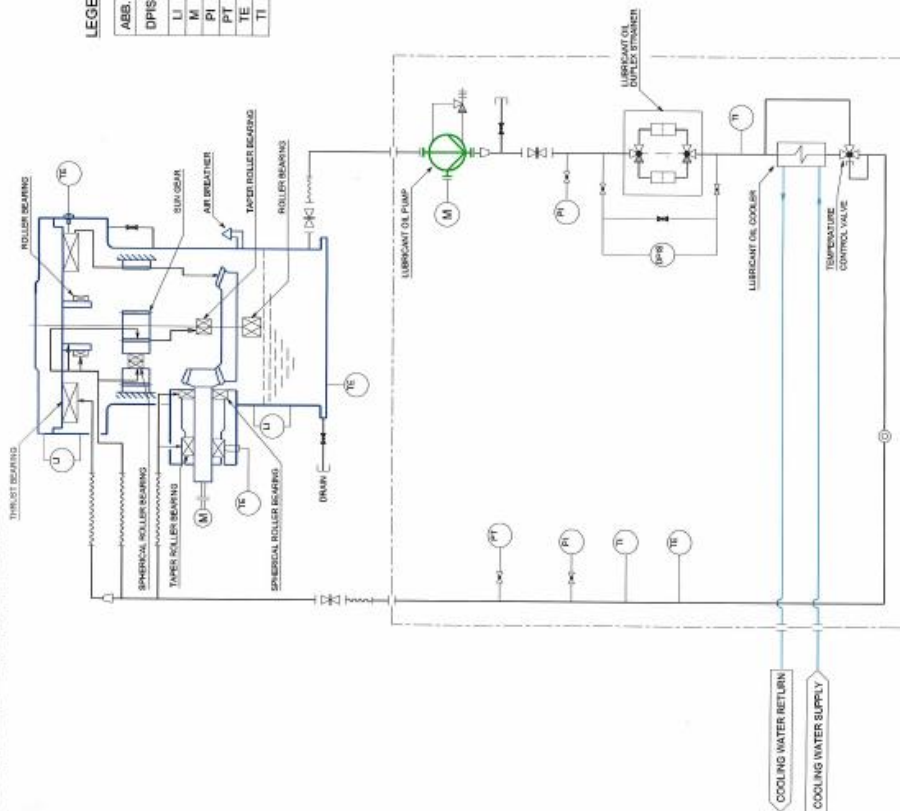 LEGE
ABB.
DPIS
LI
M
PI
PT
TE
TI
THRUST BEARING
LI
ROLLER BEARING
TE
SUN GEAR
AIR BREATHER
TAPER ROLLER BEARING
ROLLER BEARING
SPHERICAL ROLLER BEARING
TAPER ROLLER BEARING
M
TE
SPHERICAL ROLLER BEARING
LI
DRAIN
TE
LUBRICANT OIL PUMP
M
PI
LUBRICANT OIL
DUPLEX STRAINER
DPIS
TI
LUBRICANT OIL COOLER
TEMPERATURE
CONTROL VALVE
PT
PI
TI
TE
COOLING WATER RETURN
COOLING WATER SUPPLY